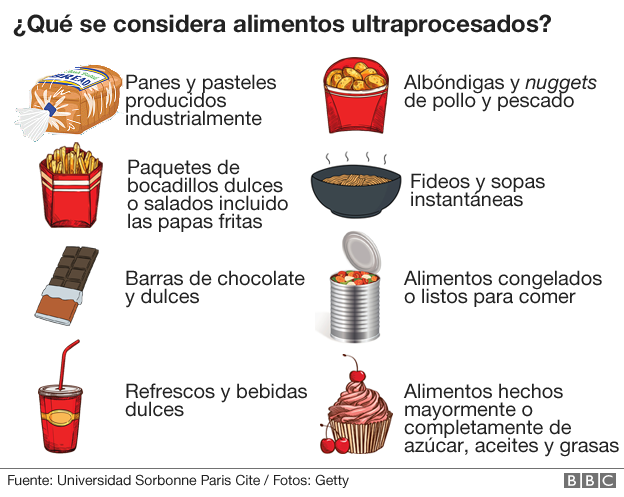 ¿Qué se considera alimentos ultraprocesados?
BREAD
Panes y pasteles
producidos
industrialmente
Albóndigas y nuggets
de pollo y pescado
Paquetes de
bocadillos dulces
o salados incluido
las papas fritas
Fideos y sopas
instantáneas
Barras de chocolate
y dulces
Alimentos congelados
o listos para comer
Refrescos y bebidas
dulces
Alimentos hechos
mayormente o
completamente de
azúcar, aceites y grasas
Fuente: Universidad Sorbonne Paris Cite / Fotos: Getty
BBC